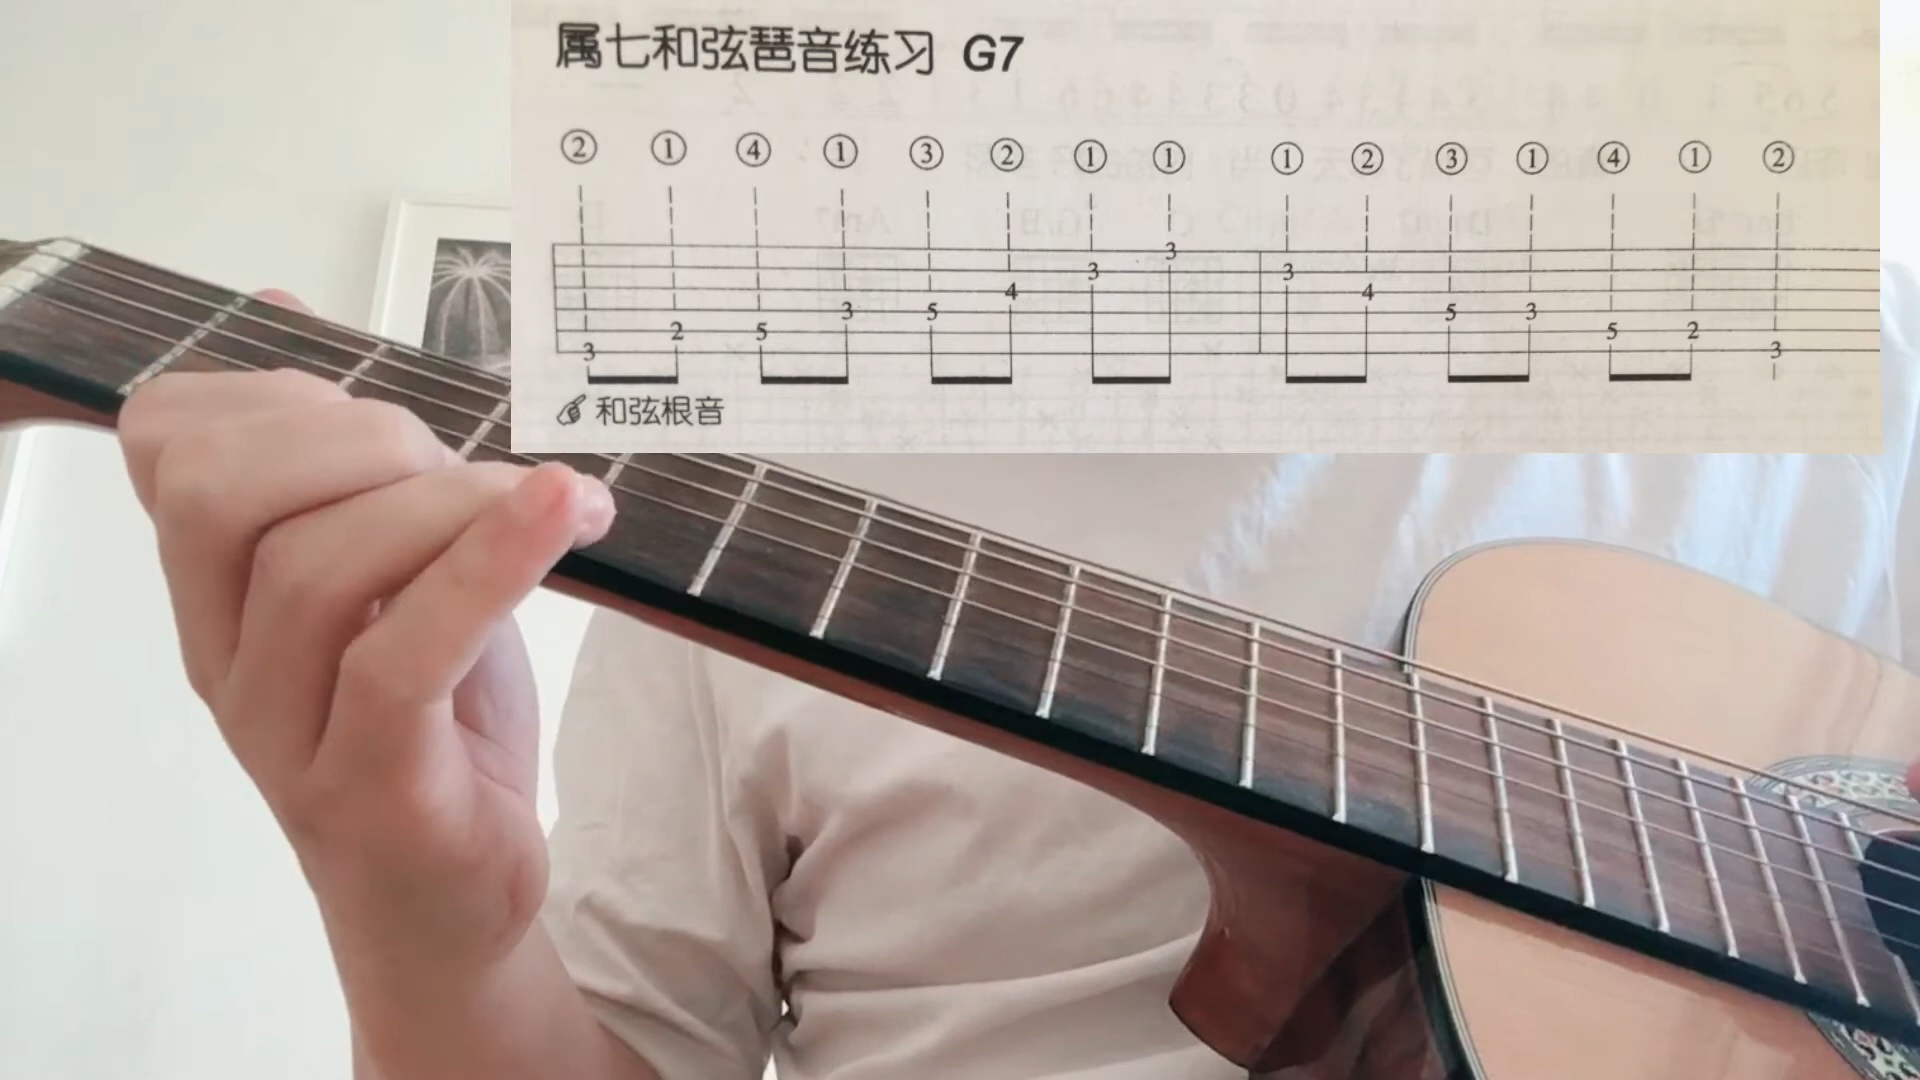 属七和弦琶音练习 G7
② ① ④ ① ③ ② ① ① ① ② ③ ① ④ ① ②
3 2 5 3 5 4 3 3 3 4 5 3 5 2 3
和弦根音